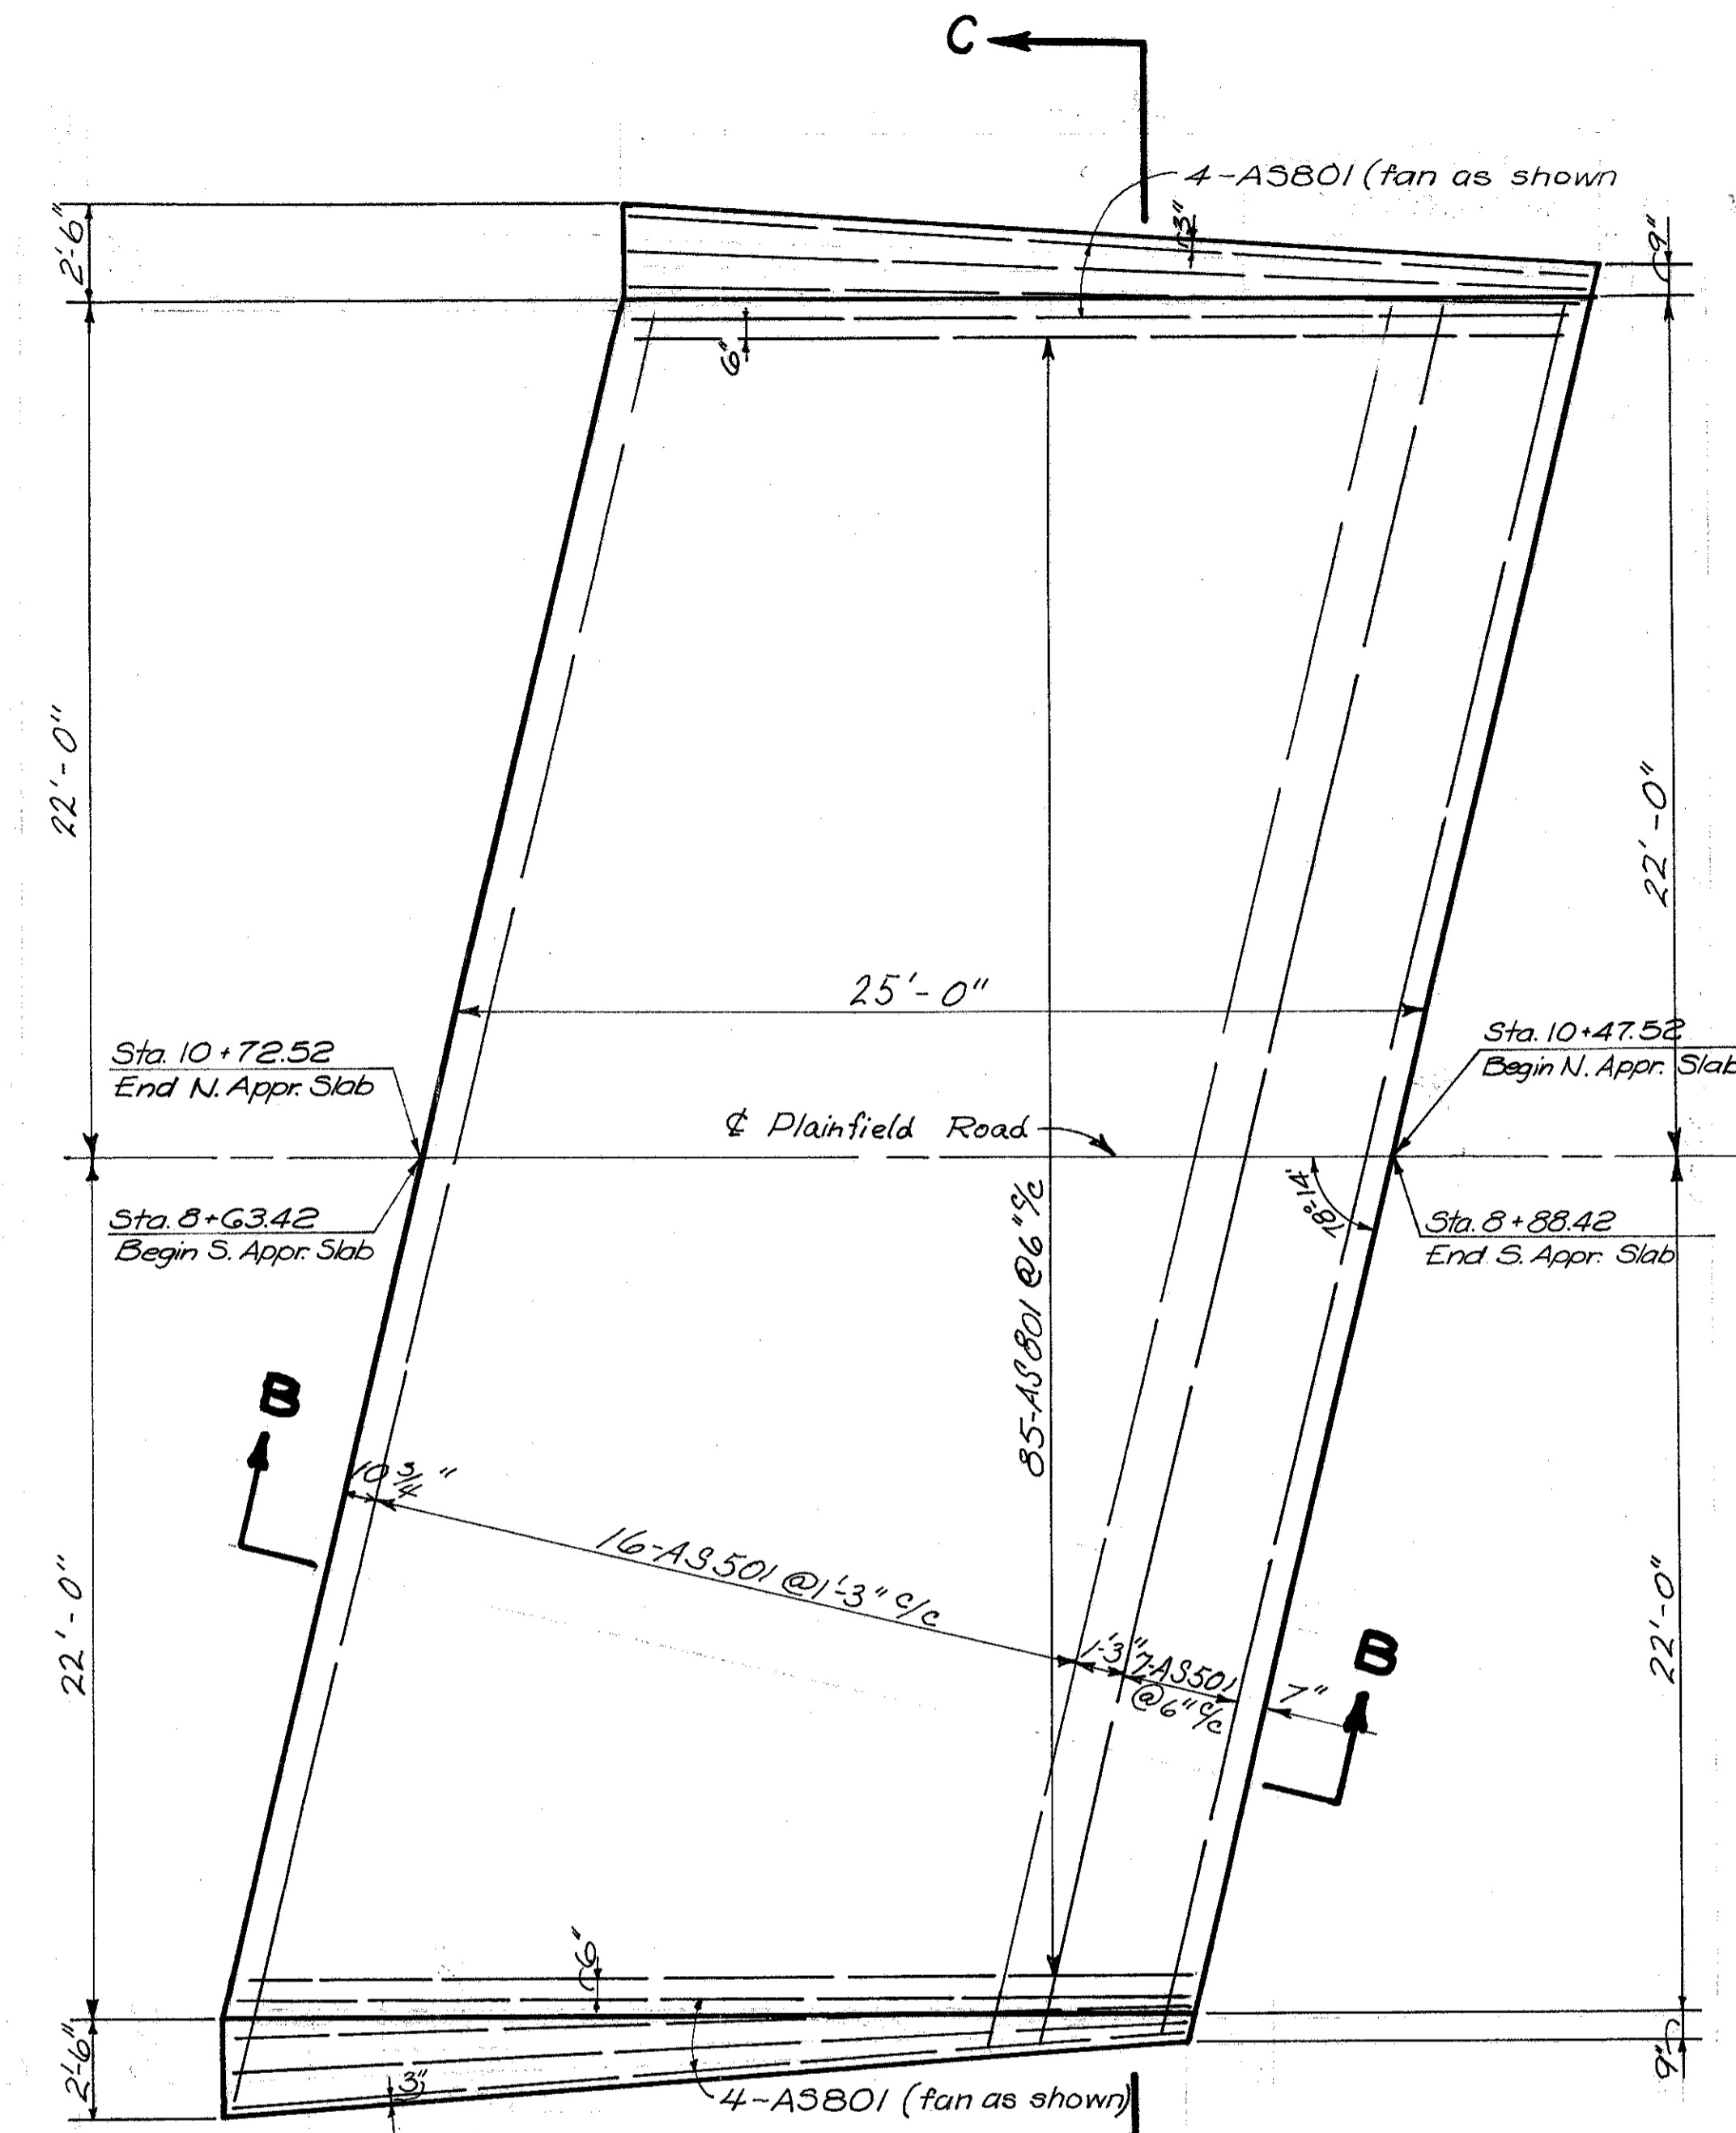 C
4-AS801 (fan as shown
2'-6"
3"
9"
6"
22'-0"
22'-0"
25'-0"
Sta. 10+72.52
End N. Appr. Slab
Sta. 10+47.52
Begin N. Appr. Slab
℄ Plainfield Road
Sta. 8+63.42
Begin S. Appr. Slab
78°-14'
Sta. 8+88.42
End S. Appr. Slab
85-AS801 @6" c/c
B
10 3/4"
16-AS501 @1'-3" c/c
1'-3"
7-AS501
@6" c/c
7"
B
22'-0"
22'-0"
6"
2'-6"
3"
4-AS801 (fan as shown)
9"